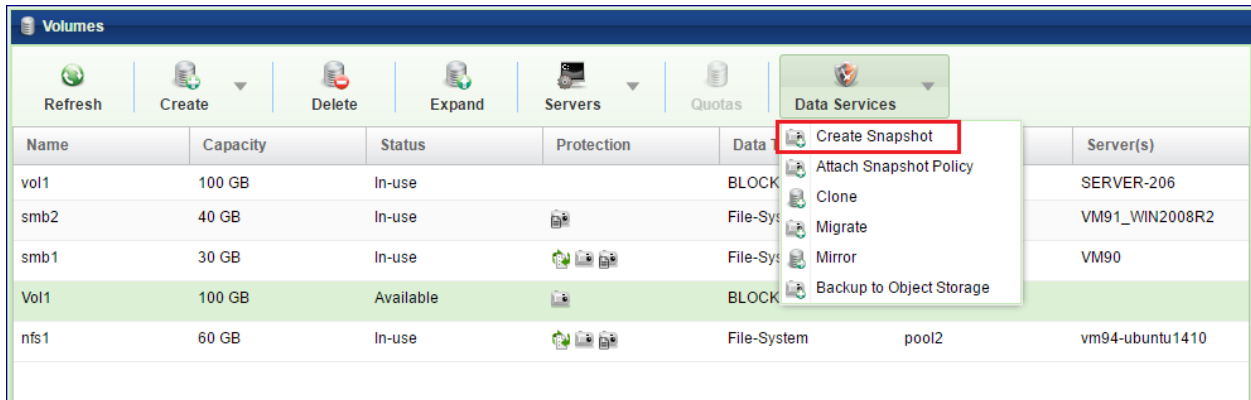 Volumes
Refresh Create Delete Expand Servers Quotas Data Services
Name Capacity Status Protection Data Server(s)
Create Snapshot
Attach Snapshot Policy
Clone
Migrate
Mirror
Backup to Object Storage
vol1 100 GB In-use BLOCK SERVER-206
smb2 40 GB In-use File-Sys VM91_WIN2008R2
smb1 30 GB In-use File-Sys VM90
Vol1 100 GB Available BLOCK
nfs1 60 GB In-use File-System pool2 vm94-ubuntu1410